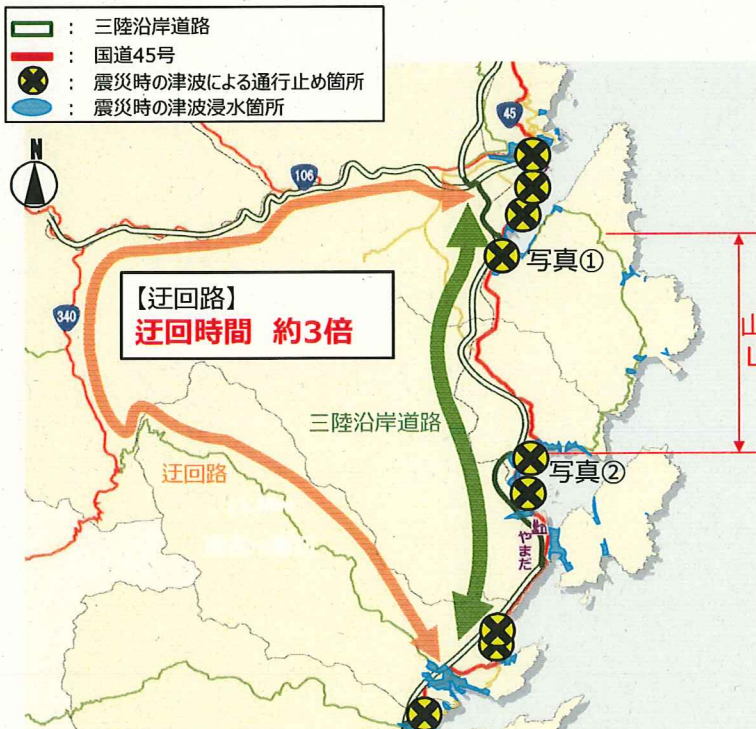 ： 三陸沿岸道路
： 国道45号
： 震災時の津波による通行止め箇所
： 震災時の津波浸水箇所
N
45
106
340
写真①
【迂回路】
迂回時間 約3倍
三陸沿岸道路
迂回路
写真②
やまだ
山